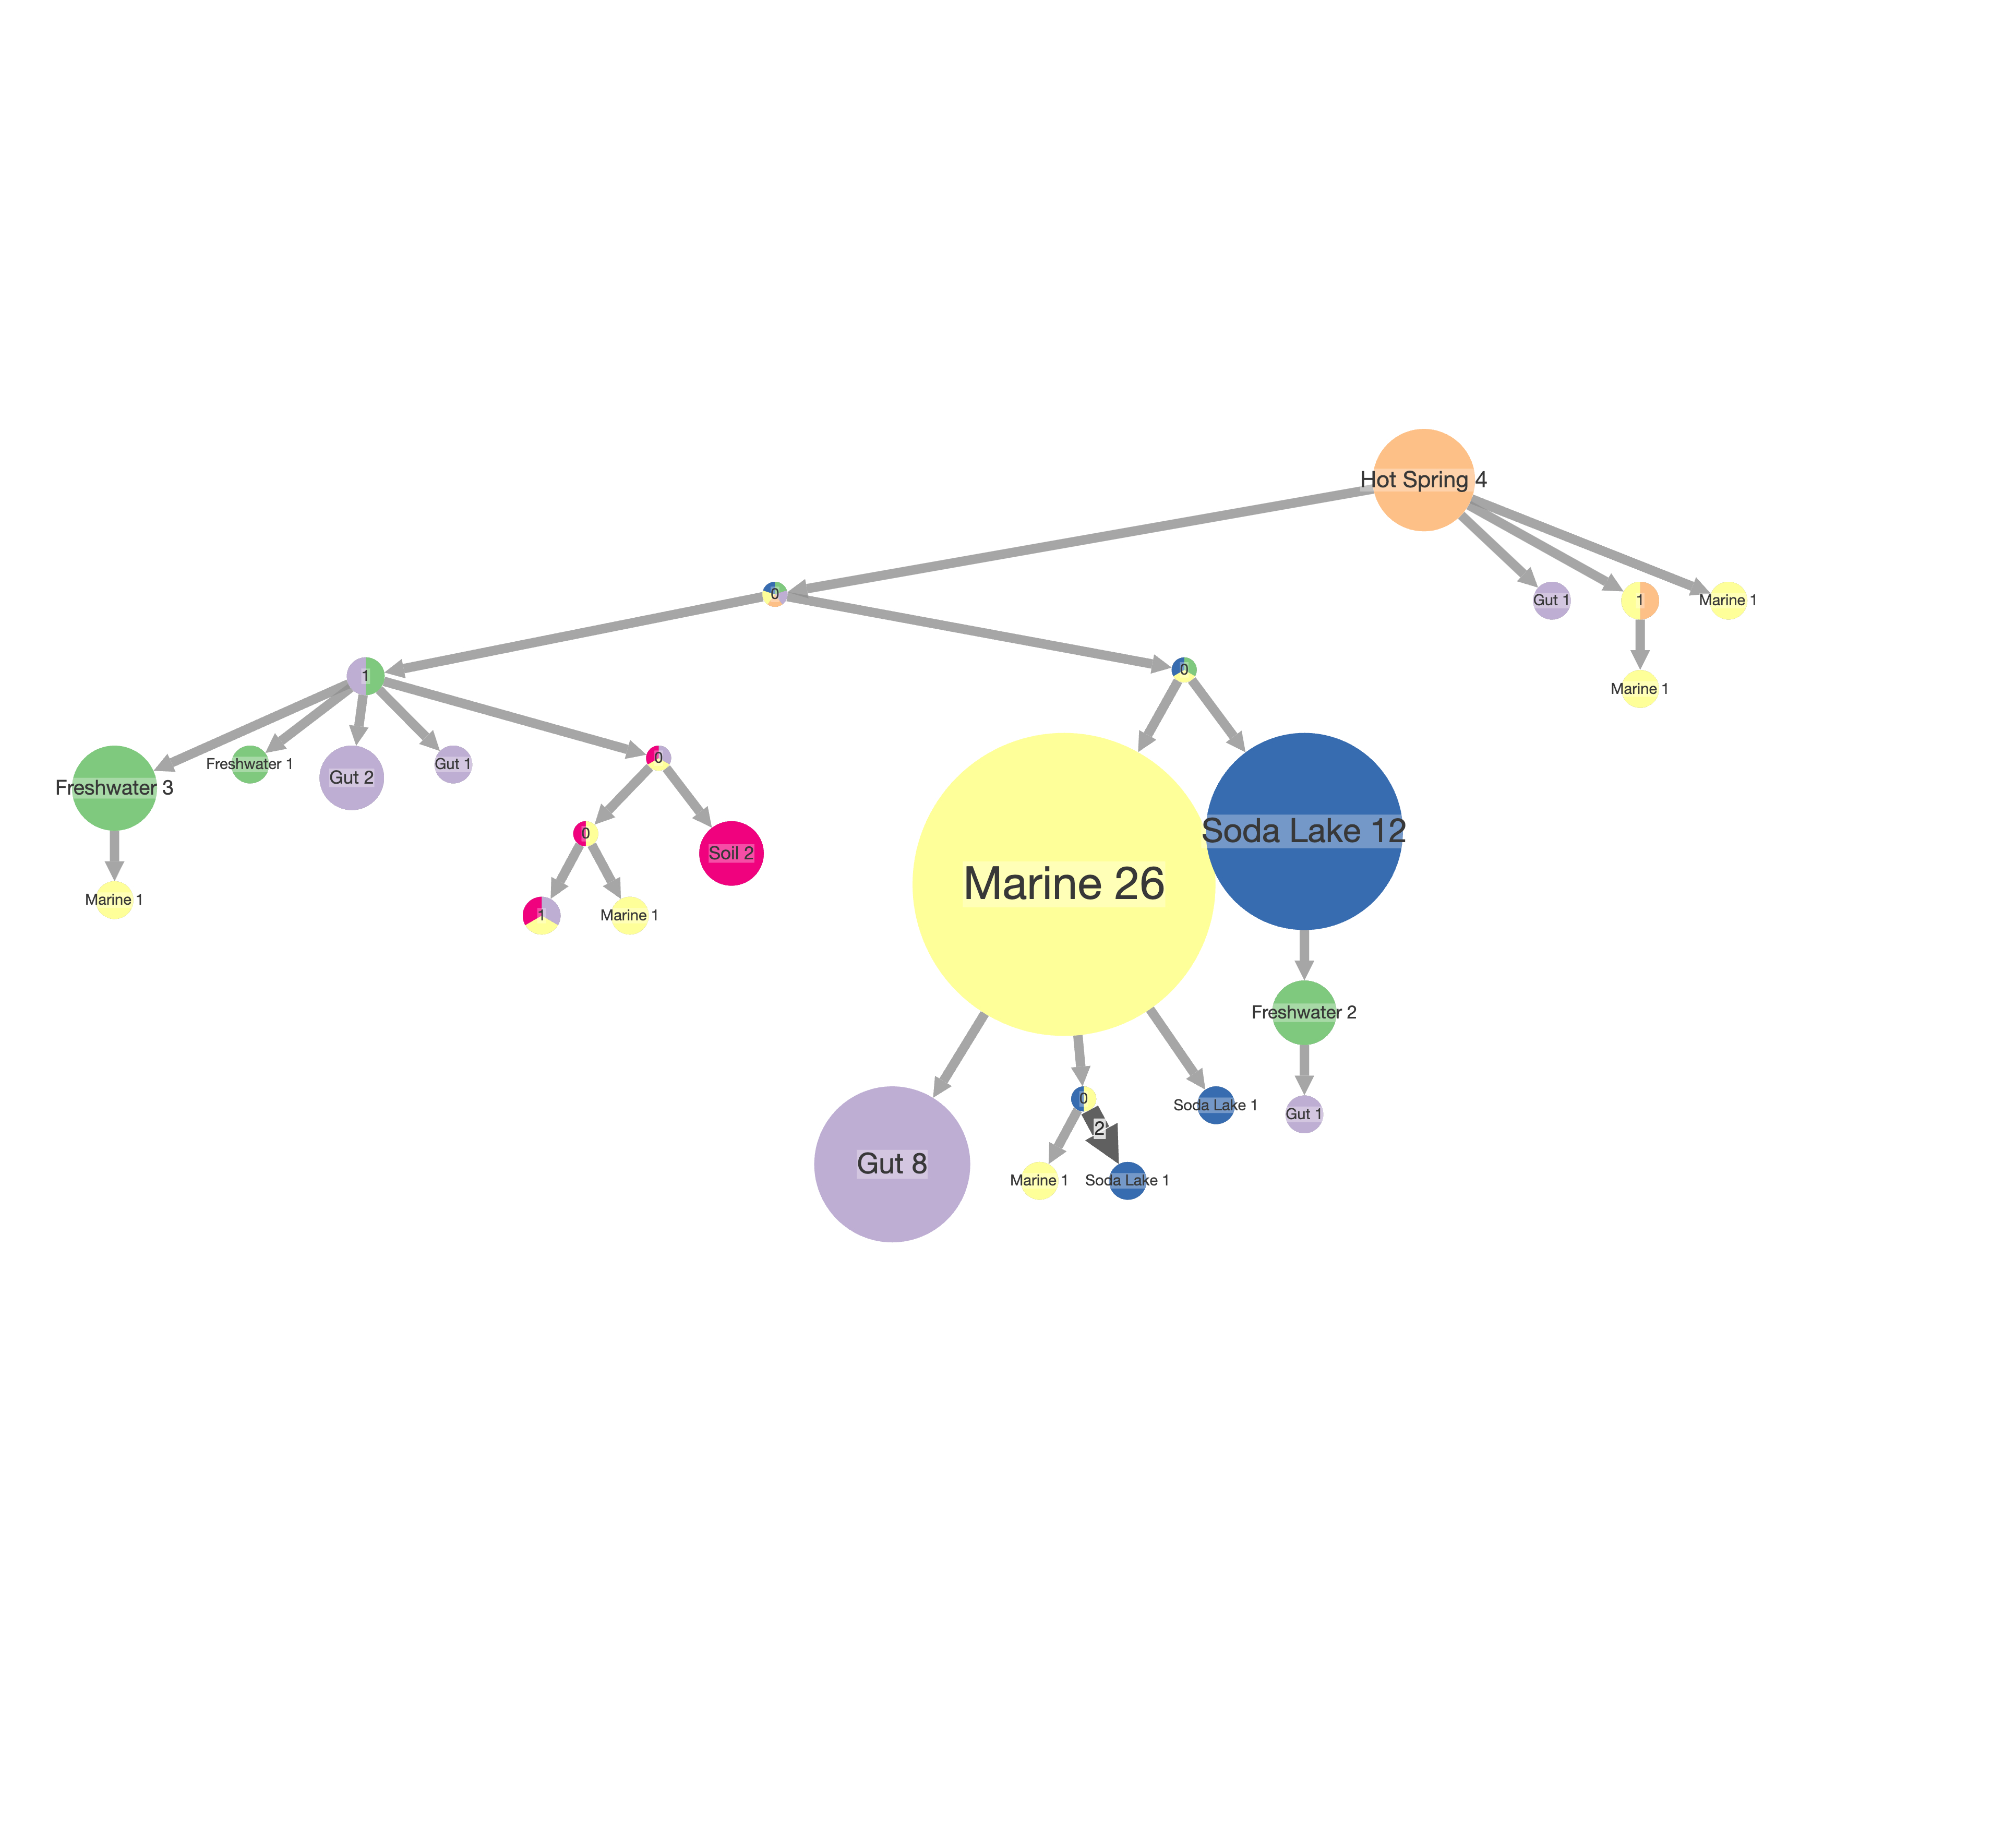 Hot Spring 4
0
Gut 1
1
Marine 1
1
0
Marine 1
Freshwater 3
Freshwater 1
Gut 2
Gut 1
0
0
Soil 2
Marine 26
Soda Lake 12
Marine 1
1
Marine 1
Freshwater 2
0
Soda Lake 1
Gut 1
2
Gut 8
Marine 1
Soda Lake 1